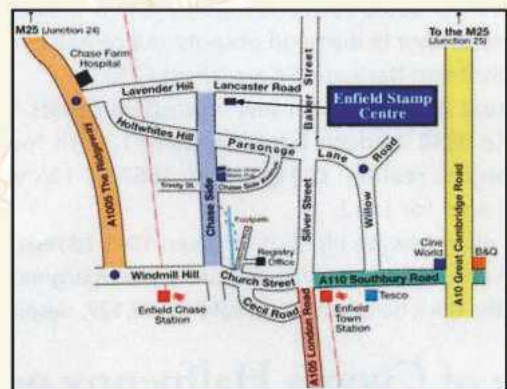 M25 (Junction 24)
To the M25
(Junction 25)
Chase Farm
Hospital
Lavender Hill
Lancaster Road
Baker Street
Enfield Stamp
Centre
Holtwhites Hill
Parsonage
Lane
Road
A1005 The Ridgeway
Chase Side
Chase Side Avenue
Trinity St.
Footpath
Silver Street
Willow
A10 Great Cambridge Road
Registry
Office
Cine
World
B&Q
Windmill Hill
Church Street
A110 Southbury Road
Enfield Chase
Station
Cecil Road
A105 London Road
Enfield
Town
Station
Tesco